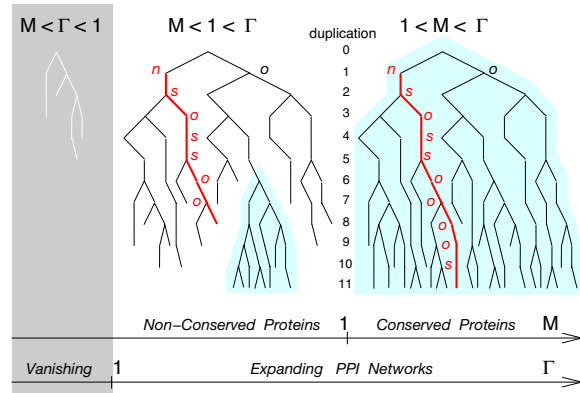 M < Γ < 1
M < 1 < Γ
duplication
1 < M < Γ
0
n o 1 n o
s 2 s
o 3 o
s 4 s
s 5 s
o 6 o
o 7 o
8 o
9 o
10 s
11
Non–Conserved Proteins 1 Conserved Proteins M
Vanishing 1 Expanding PPI Networks Γ